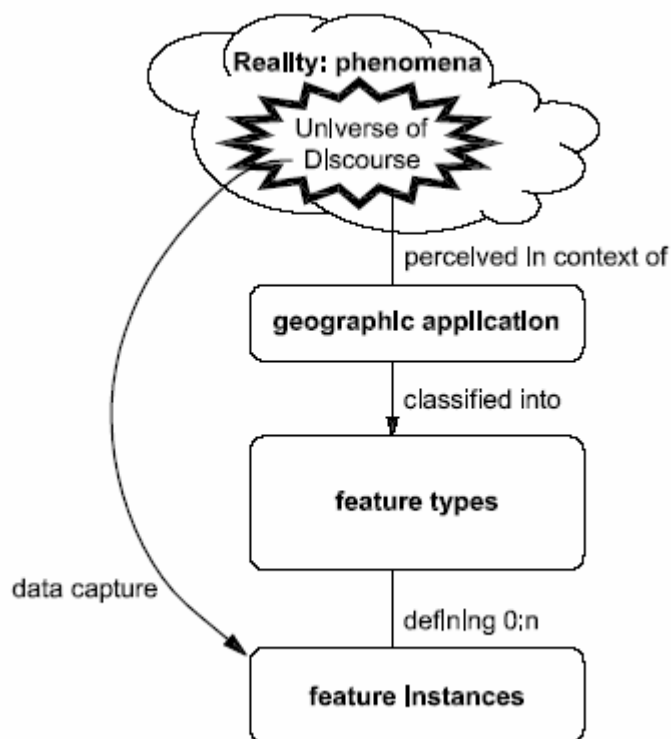 Reality: phenomena
Universe of
Discourse
perceived in context of
geographic application
classified into
feature types
data capture
defining 0;n
feature instances